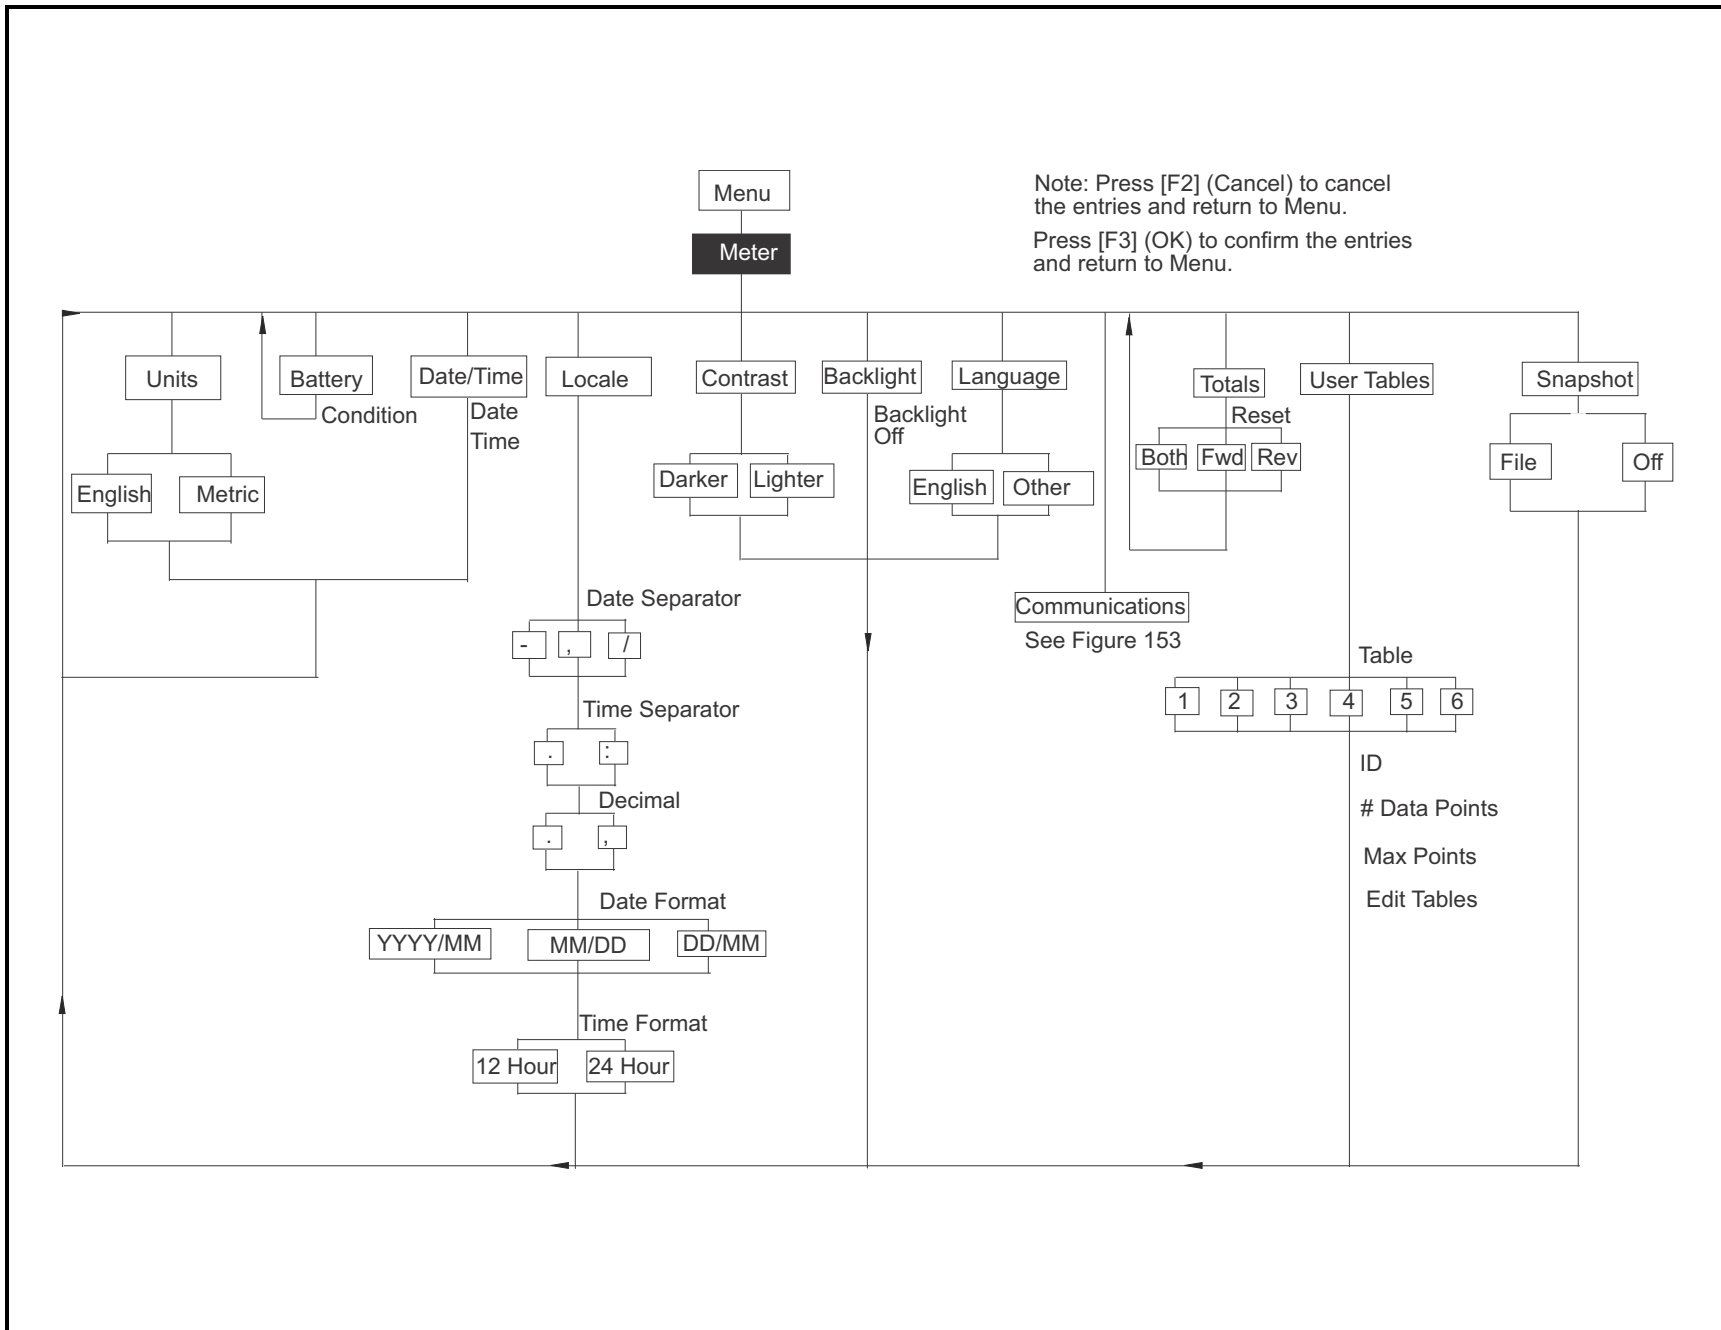 Menu
Meter
Note: Press [F2] (Cancel) to cancel
the entries and return to Menu.
Press [F3] (OK) to confirm the entries
and return to Menu.
Units
Battery
Date/Time
Locale
Contrast
Backlight
Language
Totals
User Tables
Snapshot
Condition
Date
Time
Backlight
Off
Reset
Both
Fwd
Rev
File
Off
English
Metric
Darker
Lighter
English
Other
Date Separator
-
,
/
Communications
See Figure 153
Table
1
2
3
4
5
6
Time Separator
.
:
ID
Decimal
.
,
# Data Points
Max Points
Edit Tables
Date Format
YYYY/MM
MM/DD
DD/MM
Time Format
12 Hour
24 Hour